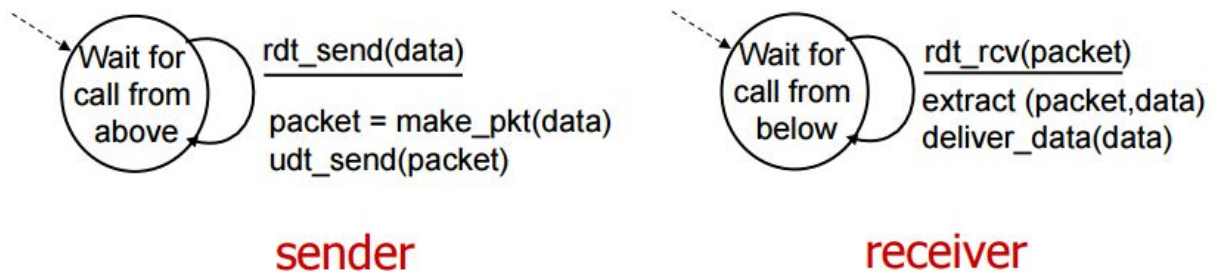 Wait for
call from
above
rdt_send(data)
packet = make_pkt(data)
udt_send(packet)
sender
Wait for
call from
below
rdt_rcv(packet)
extract (packet,data)
deliver_data(data)
receiver